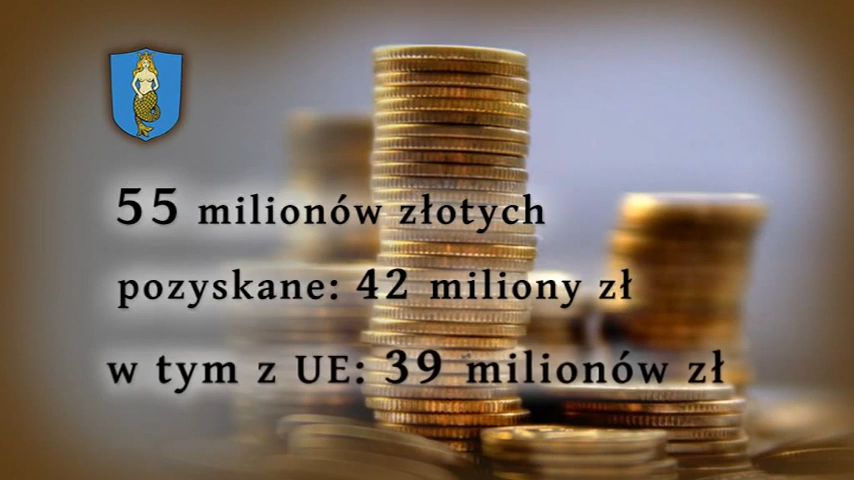 55 milionów złotych
pozyskane: 42 miliony zł
w tym z UE: 39 milionów zł